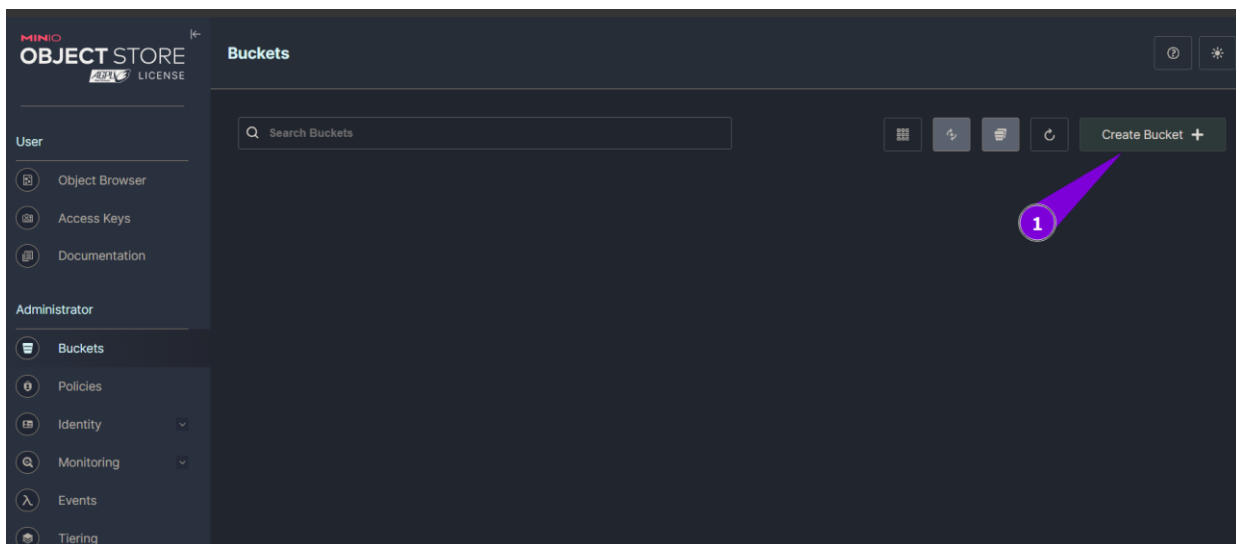 MINIO
OBJECT STORE
AGPLv3 LICENSE
Buckets
User
Search Buckets
Create Bucket +
Object Browser
Access Keys
1
Documentation
Administrator
Buckets
Policies
Identity
Monitoring
Events
Tiering